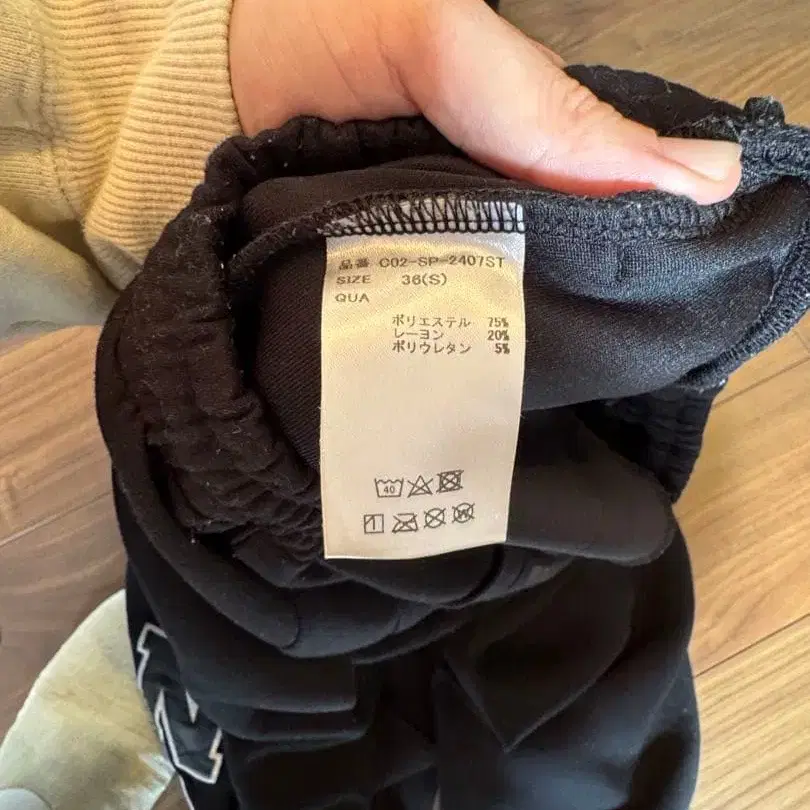 品番 C02-SP-2407ST
SIZE 36(S)
QUA
ポリエステル 75%
レーヨン 20%
ポリウレタン 5%
40
W